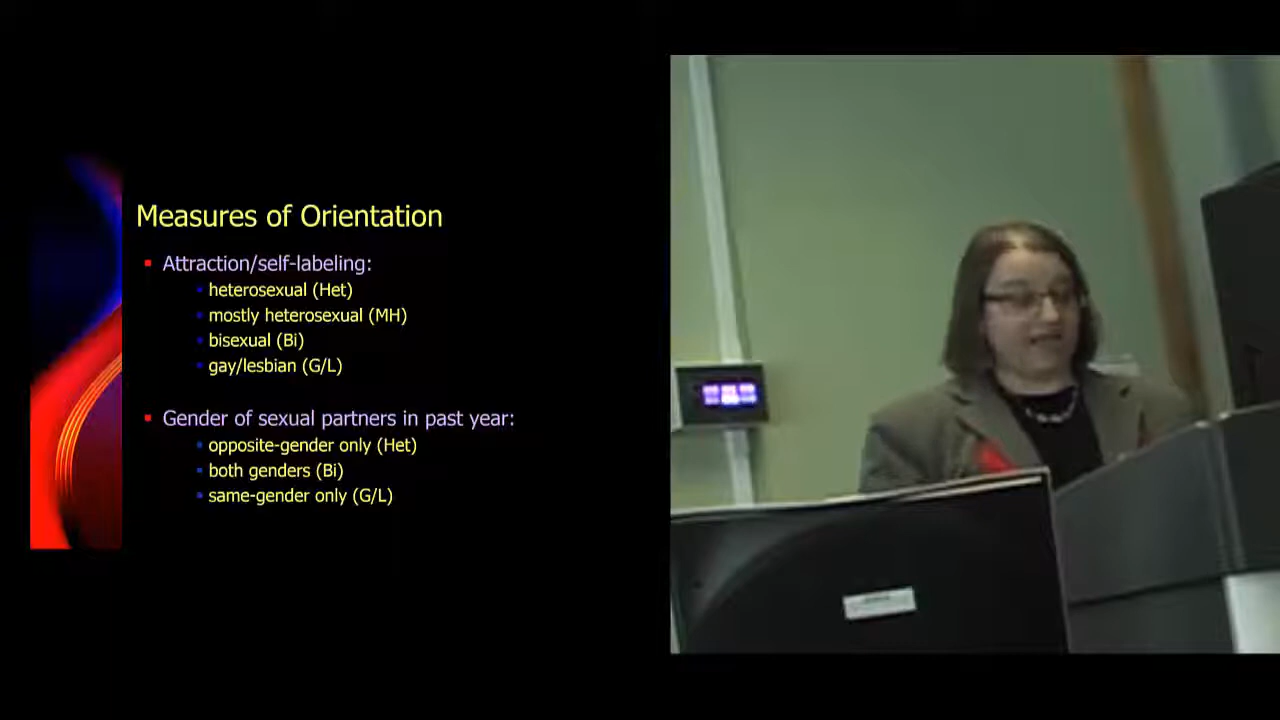 Measures of Orientation
Attraction/self-labeling:
heterosexual (Het)
mostly heterosexual (MH)
bisexual (Bi)
gay/lesbian (G/L)
Gender of sexual partners in past year:
opposite-gender only (Het)
both genders (Bi)
same-gender only (G/L)